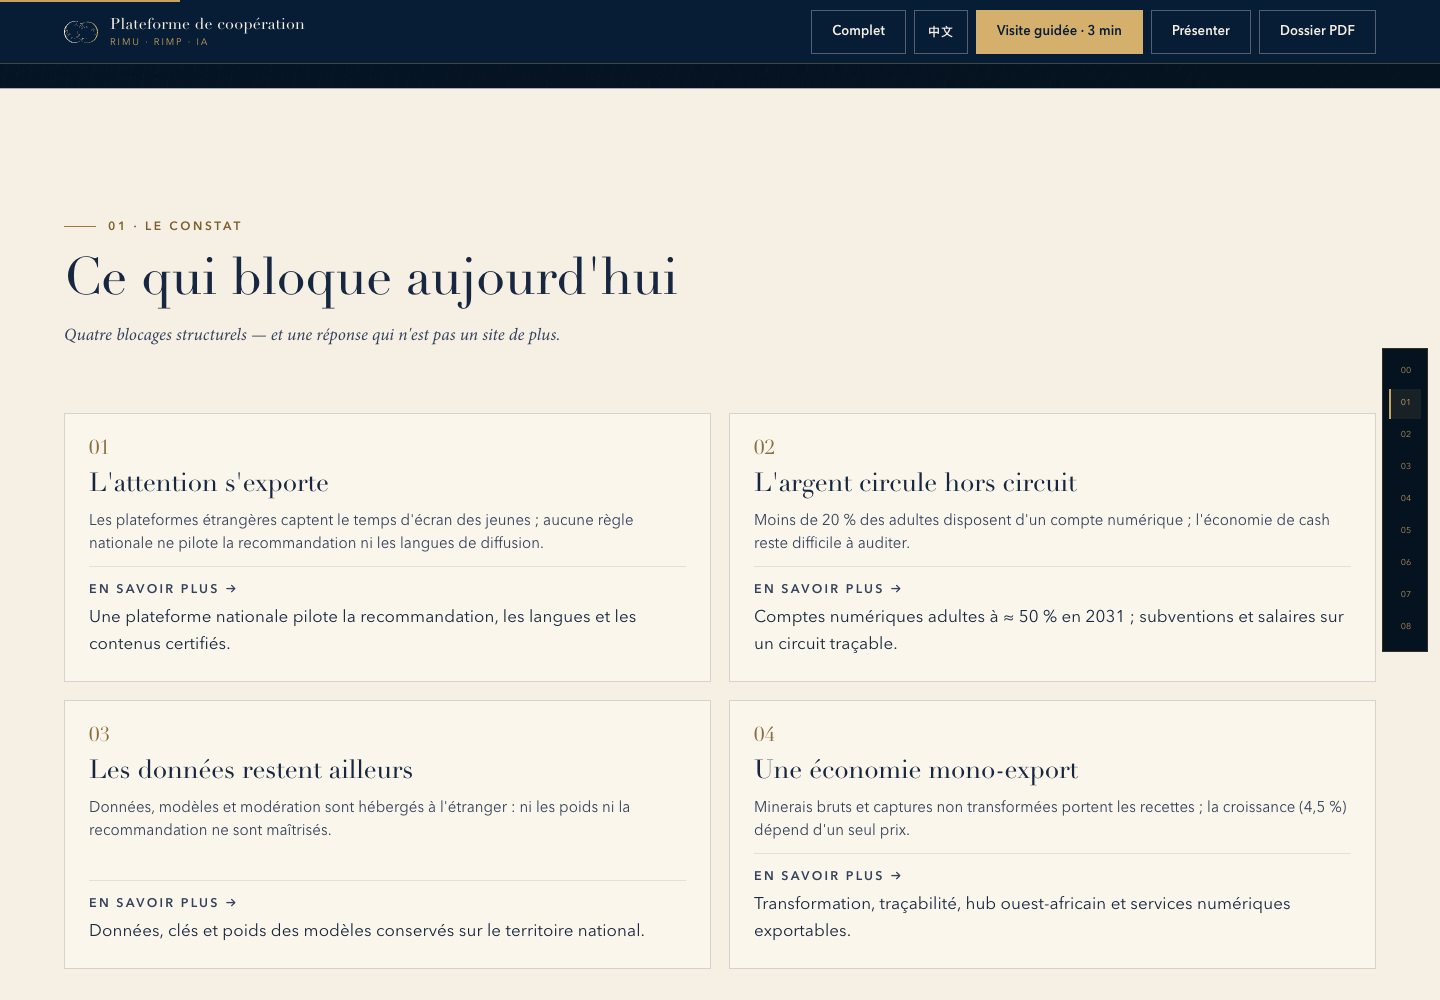 Plateforme de coopération
RIMU · RIMP · IA
Complet
中文
Visite guidée · 3 min
Présenter
Dossier PDF
01 · LE CONSTAT
Ce qui bloque aujourd'hui
Quatre blocages structurels — et une réponse qui n'est pas un site de plus.
01
L'attention s'exporte
Les plateformes étrangères captent le temps d'écran des jeunes ; aucune règle
nationale ne pilote la recommandation ni les langues de diffusion.
EN SAVOIR PLUS →
Une plateforme nationale pilote la recommandation, les langues et les
contenus certifiés.
02
L'argent circule hors circuit
Moins de 20 % des adultes disposent d'un compte numérique ; l'économie de cash
reste difficile à auditer.
EN SAVOIR PLUS →
Comptes numériques adultes à ≈ 50 % en 2031 ; subventions et salaires sur
un circuit traçable.
03
Les données restent ailleurs
Données, modèles et modération sont hébergés à l'étranger : ni les poids ni la
recommandation ne sont maîtrisés.
EN SAVOIR PLUS →
Données, clés et poids des modèles conservés sur le territoire national.
04
Une économie mono-export
Minerais bruts et captures non transformées portent les recettes ; la croissance (4,5 %)
dépend d'un seul prix.
EN SAVOIR PLUS →
Transformation, traçabilité, hub ouest-africain et services numériques
exportables.
00
01
02
03
04
05
06
07
08